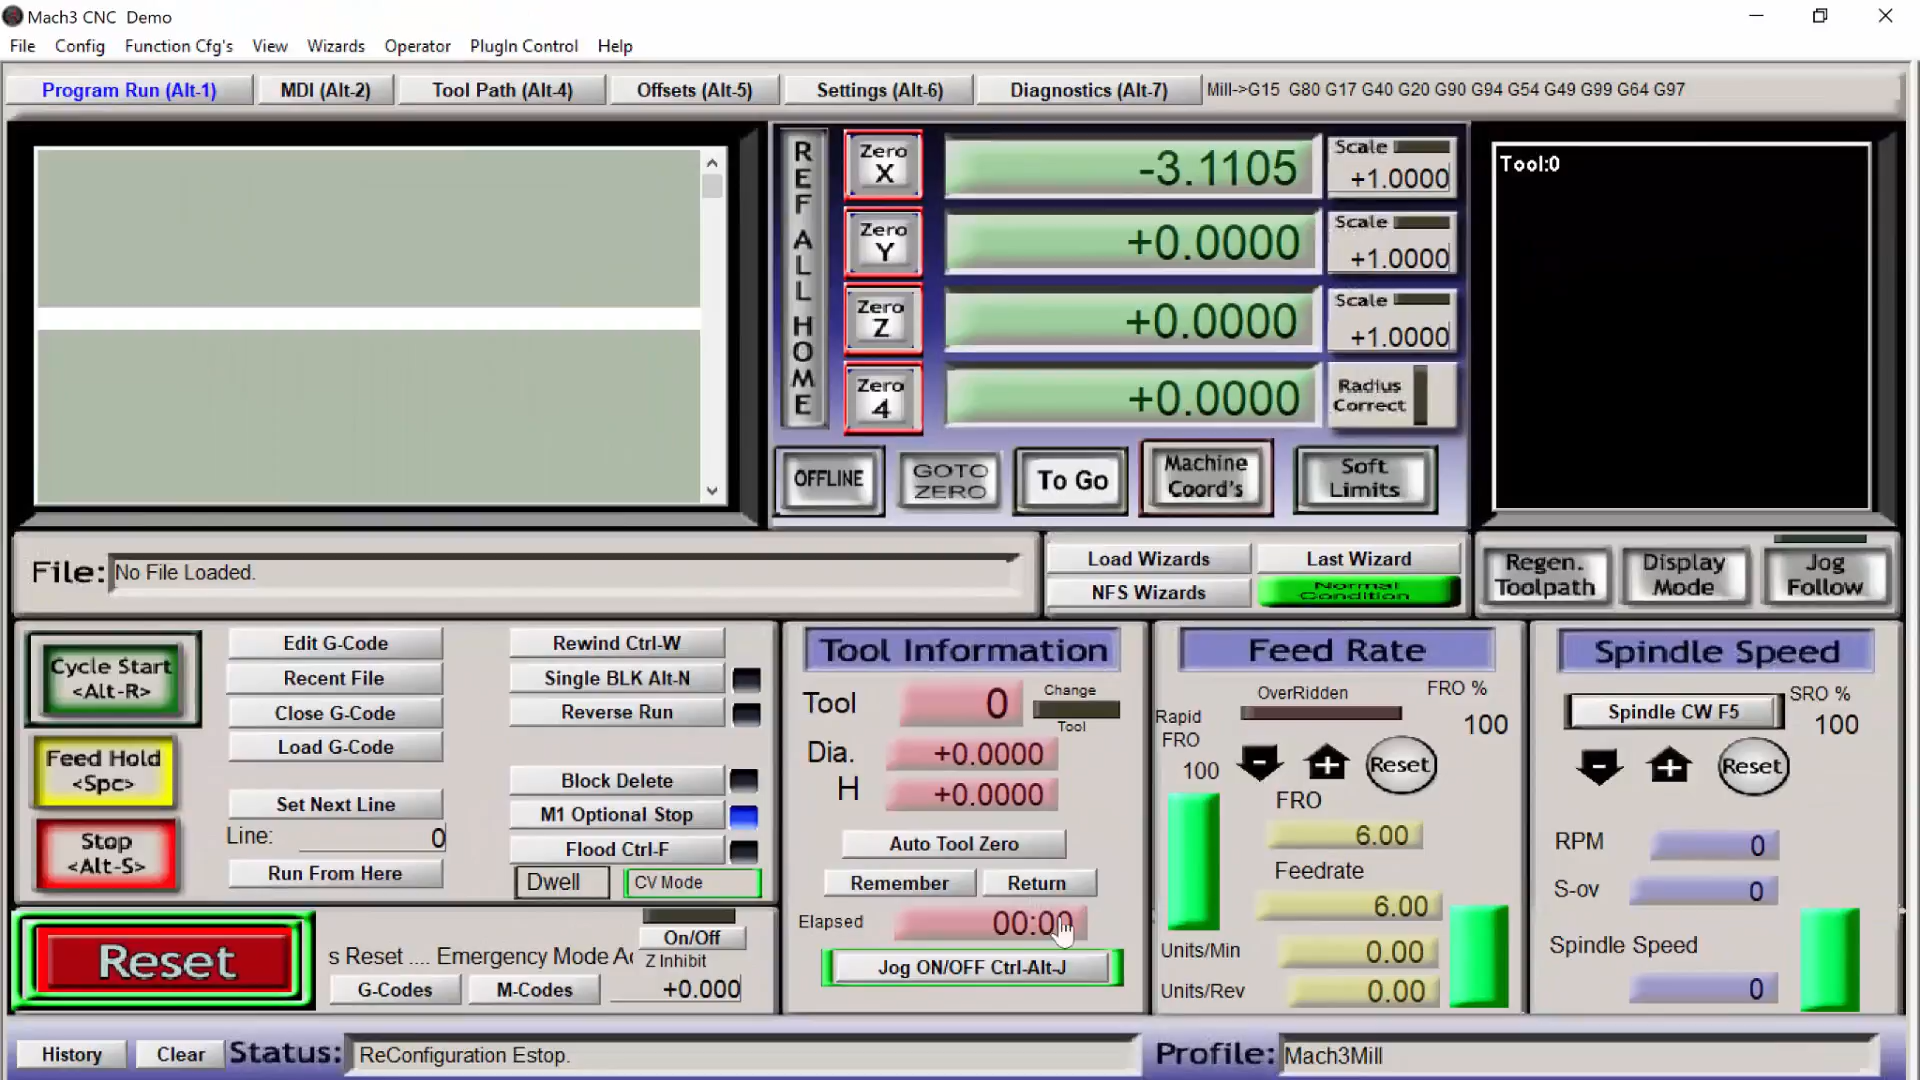 Mach3 CNC Demo
File Config Function Cfg's View Wizards Operator PlugIn Control Help
Program Run (Alt-1) MDI (Alt-2) Tool Path (Alt-4) Offsets (Alt-5) Settings (Alt-6) Diagnostics (Alt-7) Mill->G15 G80 G17 G40 G20 G90 G94 G54 G49 G99 G64 G97
REF ALL HOME
Zero X -3.1105 Scale +1.0000
Zero Y +0.0000 Scale +1.0000
Zero Z +0.0000 Scale +1.0000
Zero 4 +0.0000 Radius Correct
OFFLINE GOTO ZERO To Go Machine Coord's Soft Limits
Tool:0
File: No File Loaded.
Load Wizards Last Wizard
NFS Wizards Normal Condition
Regen. Toolpath Display Mode Jog Follow
Cycle Start <Alt-R>
Feed Hold <Spc>
Stop <Alt-S>
Edit G-Code
Recent File
Close G-Code
Load G-Code
Set Next Line
Line: 0
Run From Here
Rewind Ctrl-W
Single BLK Alt-N
Reverse Run
Block Delete
M1 Optional Stop
Flood Ctrl-F
Dwell CV Mode
Reset
s Reset .... Emergency Mode Ac
G-Codes M-Codes
On/Off
Z Inhibit
+0.000
Tool Information
Tool 0 Change Tool
Dia. +0.0000
H +0.0000
Auto Tool Zero
Remember Return
Elapsed 00:00
Jog ON/OFF Ctrl-Alt-J
Feed Rate
OverRidden FRO %
100
Rapid FRO
100
Reset
FRO
6.00
Feedrate
6.00
Units/Min 0.00
Units/Rev 0.00
Spindle Speed
Spindle CW F5 SRO %
100
Reset
RPM 0
S-ov 0
Spindle Speed
0
History Clear Status: ReConfiguration Estop. Profile: Mach3Mill